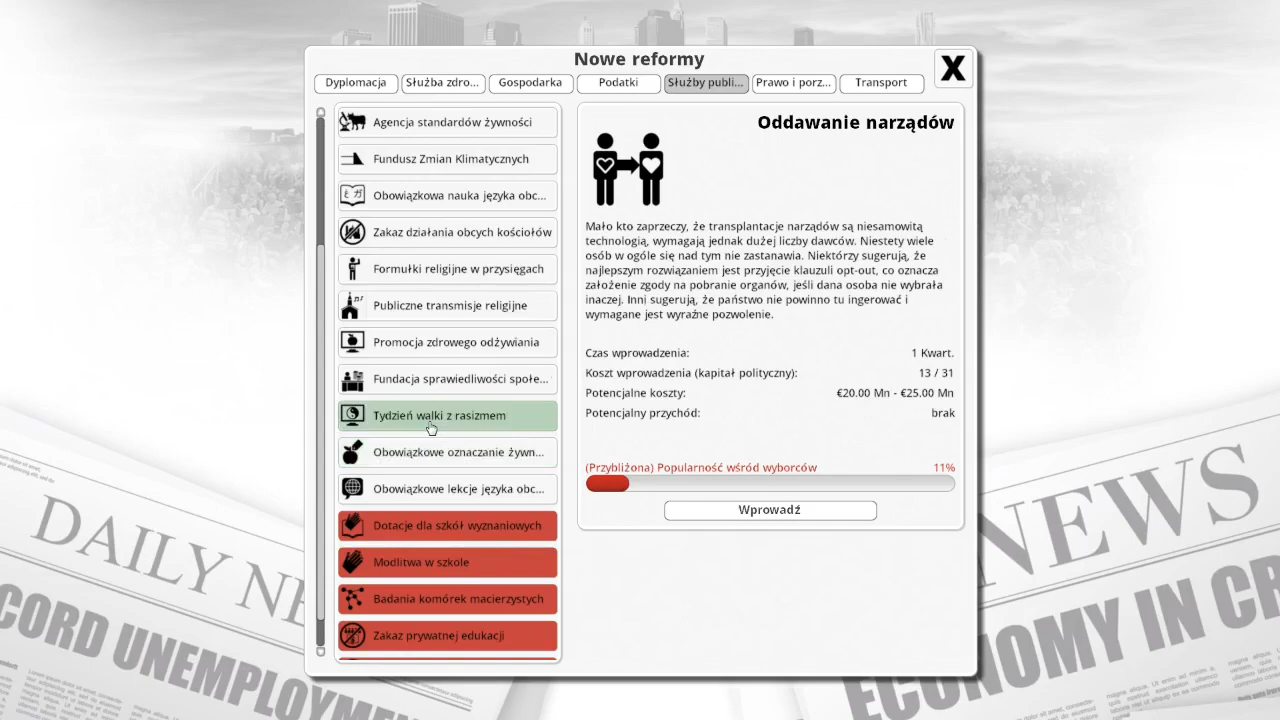 Nowe reformy
X
Dyplomacja
Służba zdro...
Gospodarka
Podatki
Służby publi...
Prawo i porz...
Transport
Agencja standardów żywności
Fundusz Zmian Klimatycznych
Obowiązkowa nauka języka obc...
Zakaz działania obcych kościołów
Formułki religijne w przysięgach
Publiczne transmisje religijne
Promocja zdrowego odżywiania
Fundacja sprawiedliwości społe...
Tydzień walki z rasizmem
Obowiązkowe oznaczanie żywn...
Obowiązkowe lekcje języka obc...
Dotacje dla szkół wyznaniowych
Modlitwa w szkole
Badania komórek macierzystych
Zakaz prywatnej edukacji
Oddawanie narządów
Mało kto zaprzeczy, że transplantacje narządów są niesamowitą
technologią, wymagają jednak dużej liczby dawców. Niestety wiele
osób w ogóle się nad tym nie zastanawia. Niektórzy sugerują, że
najlepszym rozwiązaniem jest przyjęcie klauzuli opt-out, co oznacza
założenie zgody na pobranie organów, jeśli dana osoba nie wybrała
inaczej. Inni sugerują, że państwo nie powinno tu ingerować i
wymagane jest wyraźne pozwolenie.
Czas wprowadzenia: 1 Kwart.
Koszt wprowadzenia (kapitał polityczny): 13 / 31
Potencjalne koszty: €20.00 Mn - €25.00 Mn
Potencjalny przychód: brak
(Przybliżona) Popularność wśród wyborców 11%
Wprowadź
DAILY NE
CORD UNEMPLOYM
NEWS
ECONOMY IN CR